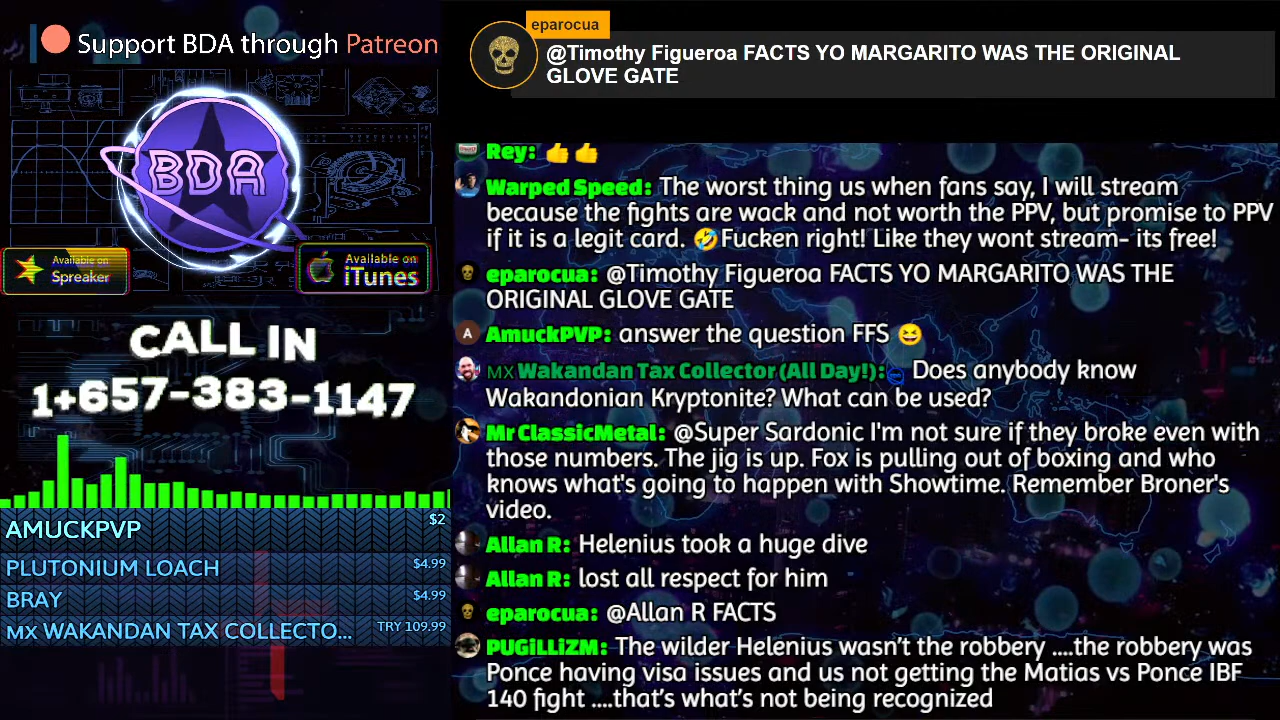 Support BDA through Patreon
BDA
Available on
Spreaker
Available on
iTunes
CALL IN
1+657-383-1147
AMUCKPVP $2
PLUTONIUM LOACH $4.99
BRAY $4.99
MX WAKANDAN TAX COLLECTO... TRY 109.99
eparocua
@Timothy Figueroa FACTS YO MARGARITO WAS THE ORIGINAL
GLOVE GATE
Rey: 👍👍
Warped Speed: The worst thing us when fans say, I will stream
because the fights are wack and not worth the PPV, but promise to PPV
if it is a legit card. 🤣Fucken right! Like they wont stream- its free!
eparocua: @Timothy Figueroa FACTS YO MARGARITO WAS THE
ORIGINAL GLOVE GATE
A AmuckPVP: answer the question FFS 😆
MX Wakandan Tax Collector (All Day!): Does anybody know
Wakandonian Kryptonite? What can be used?
Mr ClassicMetal: @Super Sardonic I'm not sure if they broke even with
those numbers. The jig is up. Fox is pulling out of boxing and who
knows what's going to happen with Showtime. Remember Broner's
video.
Allan R: Helenius took a huge dive
Allan R: lost all respect for him
eparocua: @Allan R FACTS
PUGiLLiZM: The wilder Helenius wasn't the robbery ....the robbery was
Ponce having visa issues and us not getting the Matias vs Ponce IBF
140 fight ....that's what's not being recognized